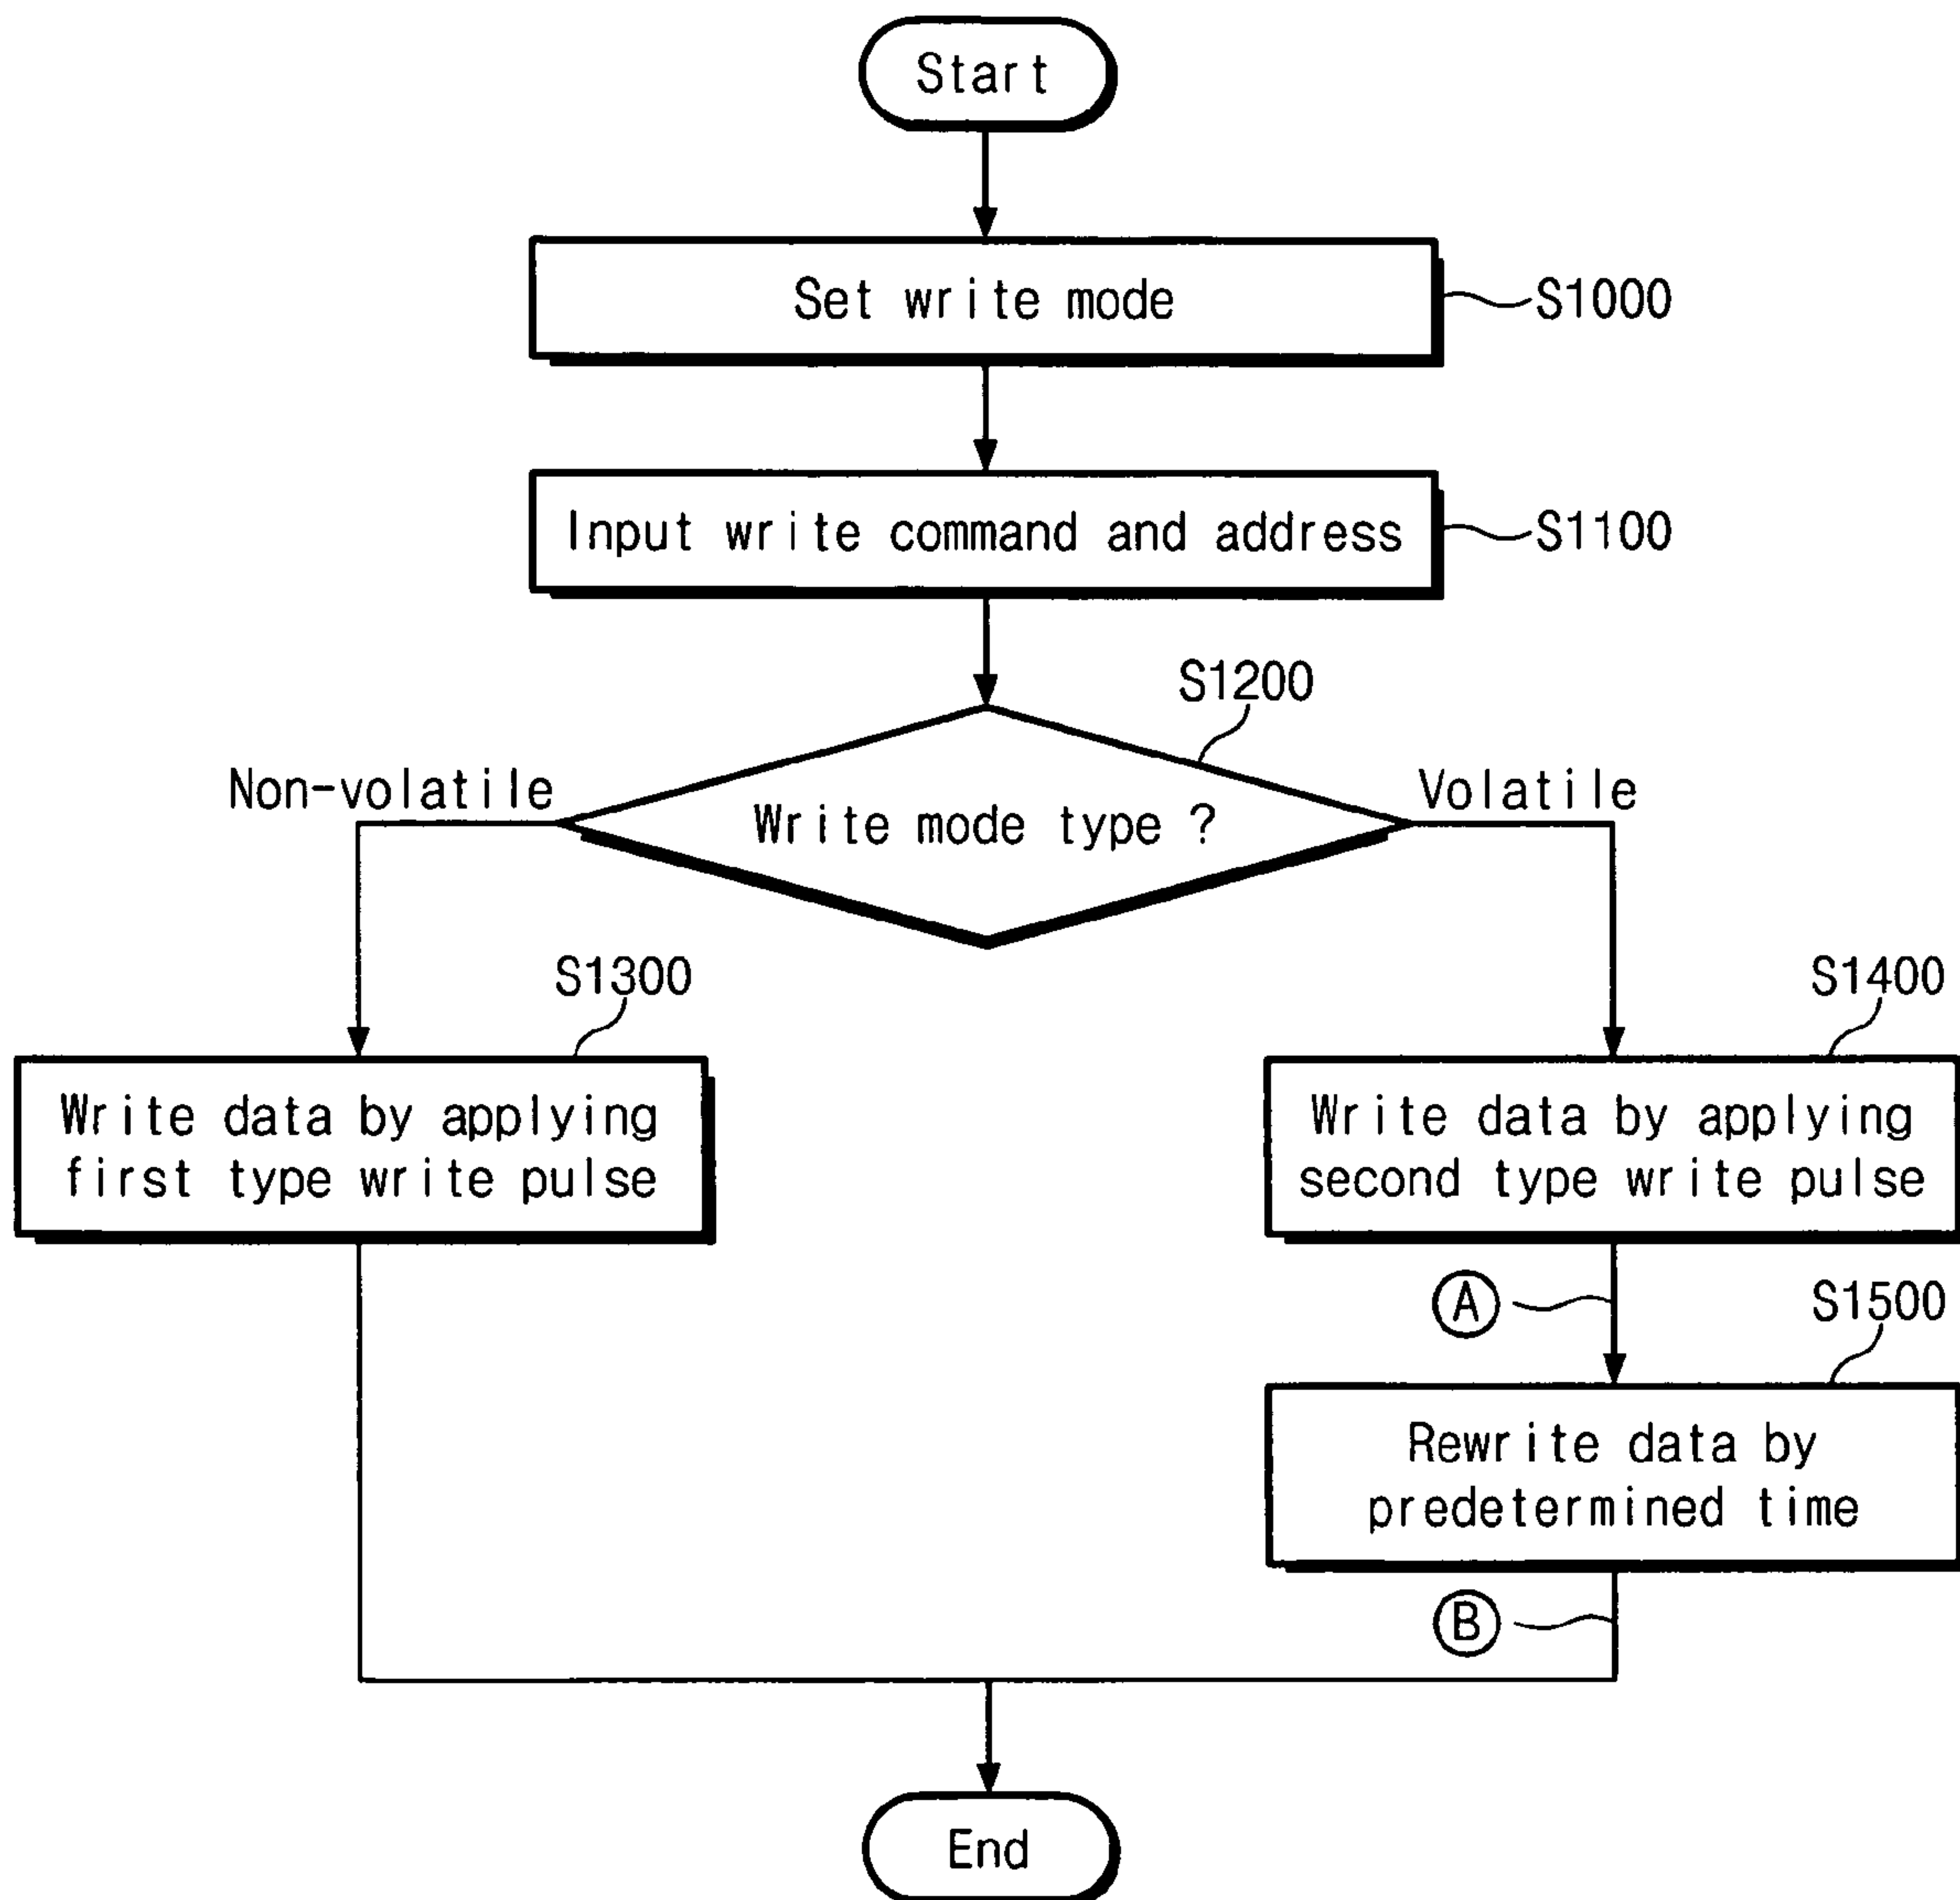 Start
Set write mode
S1000
Input write command and address
S1100
S1200
Non-volatile
Write mode type ?
Volatile
S1300
S1400
Write data by applying
first type write pulse
Write data by applying
second type write pulse
A
S1500
Rewrite data by
predetermined time
B
End